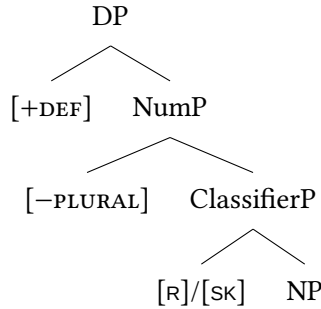 DP
[+DEF] NumP
[−PLURAL] ClassifierP
[R]/[SK] NP